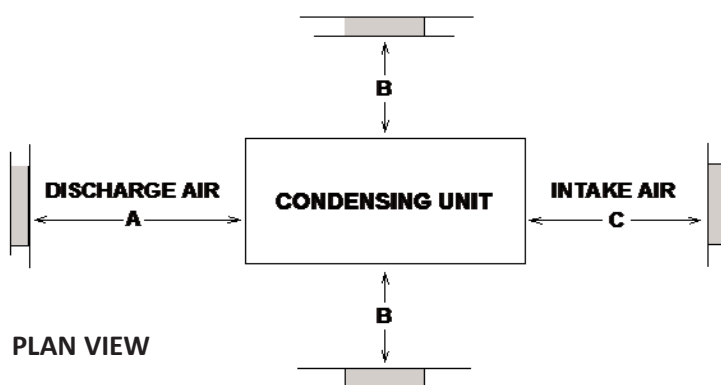 B
DISCHARGE AIR
A
CONDENSING UNIT
INTAKE AIR
C
B
PLAN VIEW